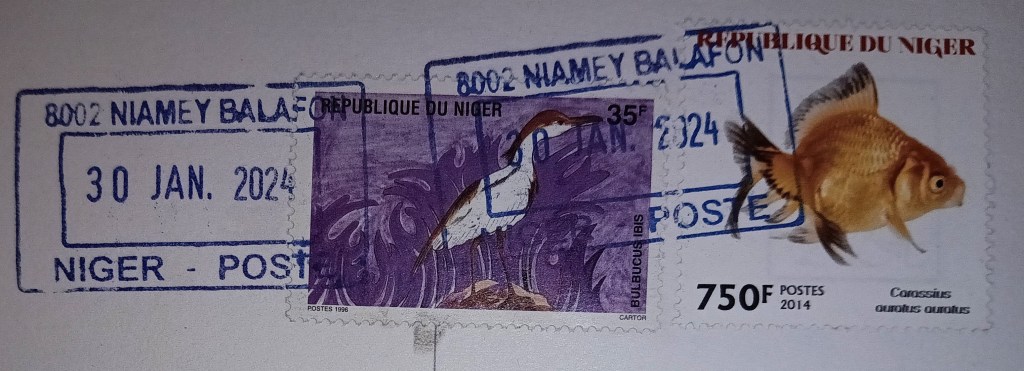 8002 NIAMEY BALAFON
30 JAN. 2024
NIGER - POSTE
REPUBLIQUE DU NIGER
35F
BULBUCUS IBIS
POSTES 1996
CARTOR
8002 NIAMEY BALAFON
30 JAN. 2024
POSTE
REPUBLIQUE DU NIGER
750F POSTES
2014
Carassius
auratus auratus